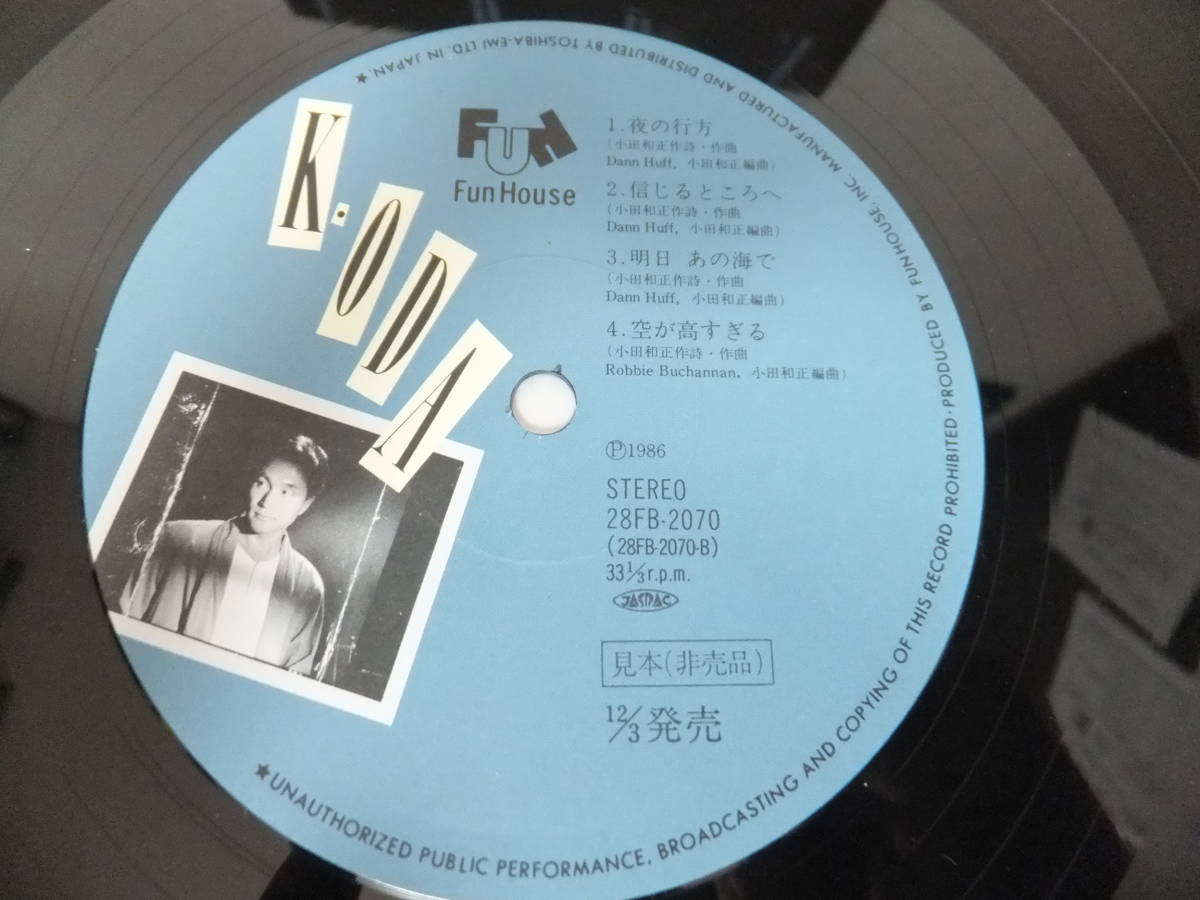 K·ODA
FUN
Fun House
1.夜の行方
(小田和正作詩・作曲
Dann Huff, 小田和正編曲)
2.信じるところへ
(小田和正作詩・作曲
Dann Huff, 小田和正編曲)
3.明日 あの海で
(小田和正作詩・作曲
Dann Huff, 小田和正編曲)
4.空が高すぎる
(小田和正作詩・作曲
Robbie Buchannan, 小田和正編曲)
Ⓟ1986
STEREO
28FB-2070
(28FB-2070-B)
33⅓r.p.m.
JASRAC
見本(非売品)
12/3発売
★UNAUTHORIZED PUBLIC PERFORMANCE, BROADCASTING AND COPYING OF THIS RECORD PROHIBITED·PRODUCED BY FUNHOUSE, INC. MANUFACTURED AND DISTRIBUTED BY TOSHIBA-EMI LTD. IN JAPAN.★